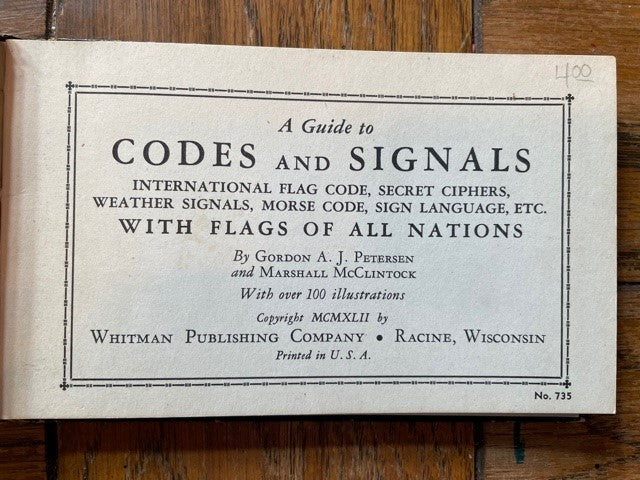 400
A Guide to
CODES AND SIGNALS
INTERNATIONAL FLAG CODE, SECRET CIPHERS,
WEATHER SIGNALS, MORSE CODE, SIGN LANGUAGE, ETC.
WITH FLAGS OF ALL NATIONS
By GORDON A. J. PETERSEN
and MARSHALL MCCLINTOCK
With over 100 illustrations
Copyright MCMXLII by
WHITMAN PUBLISHING COMPANY • RACINE, WISCONSIN
Printed in U. S. A.
No. 735